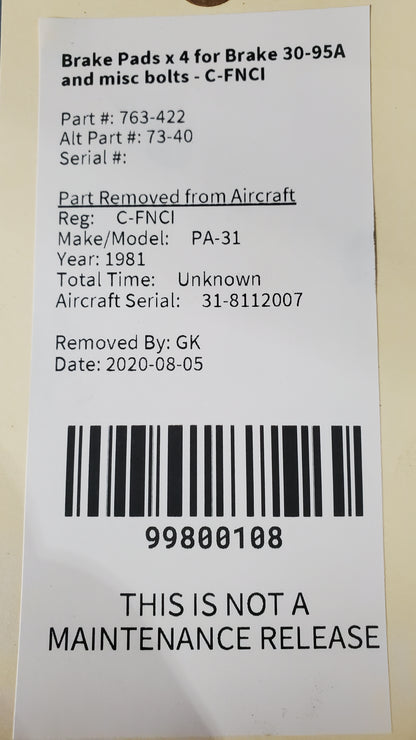 Brake Pads x 4 for Brake 30-95A
and misc bolts - C-FNCI
Part #: 763-422
Alt Part #: 73-40
Serial #:
Part Removed from Aircraft
Reg: C-FNCI
Make/Model: PA-31
Year: 1981
Total Time: Unknown
Aircraft Serial: 31-8112007
Removed By: GK
Date: 2020-08-05
99800108
THIS IS NOT A
MAINTENANCE RELEASE